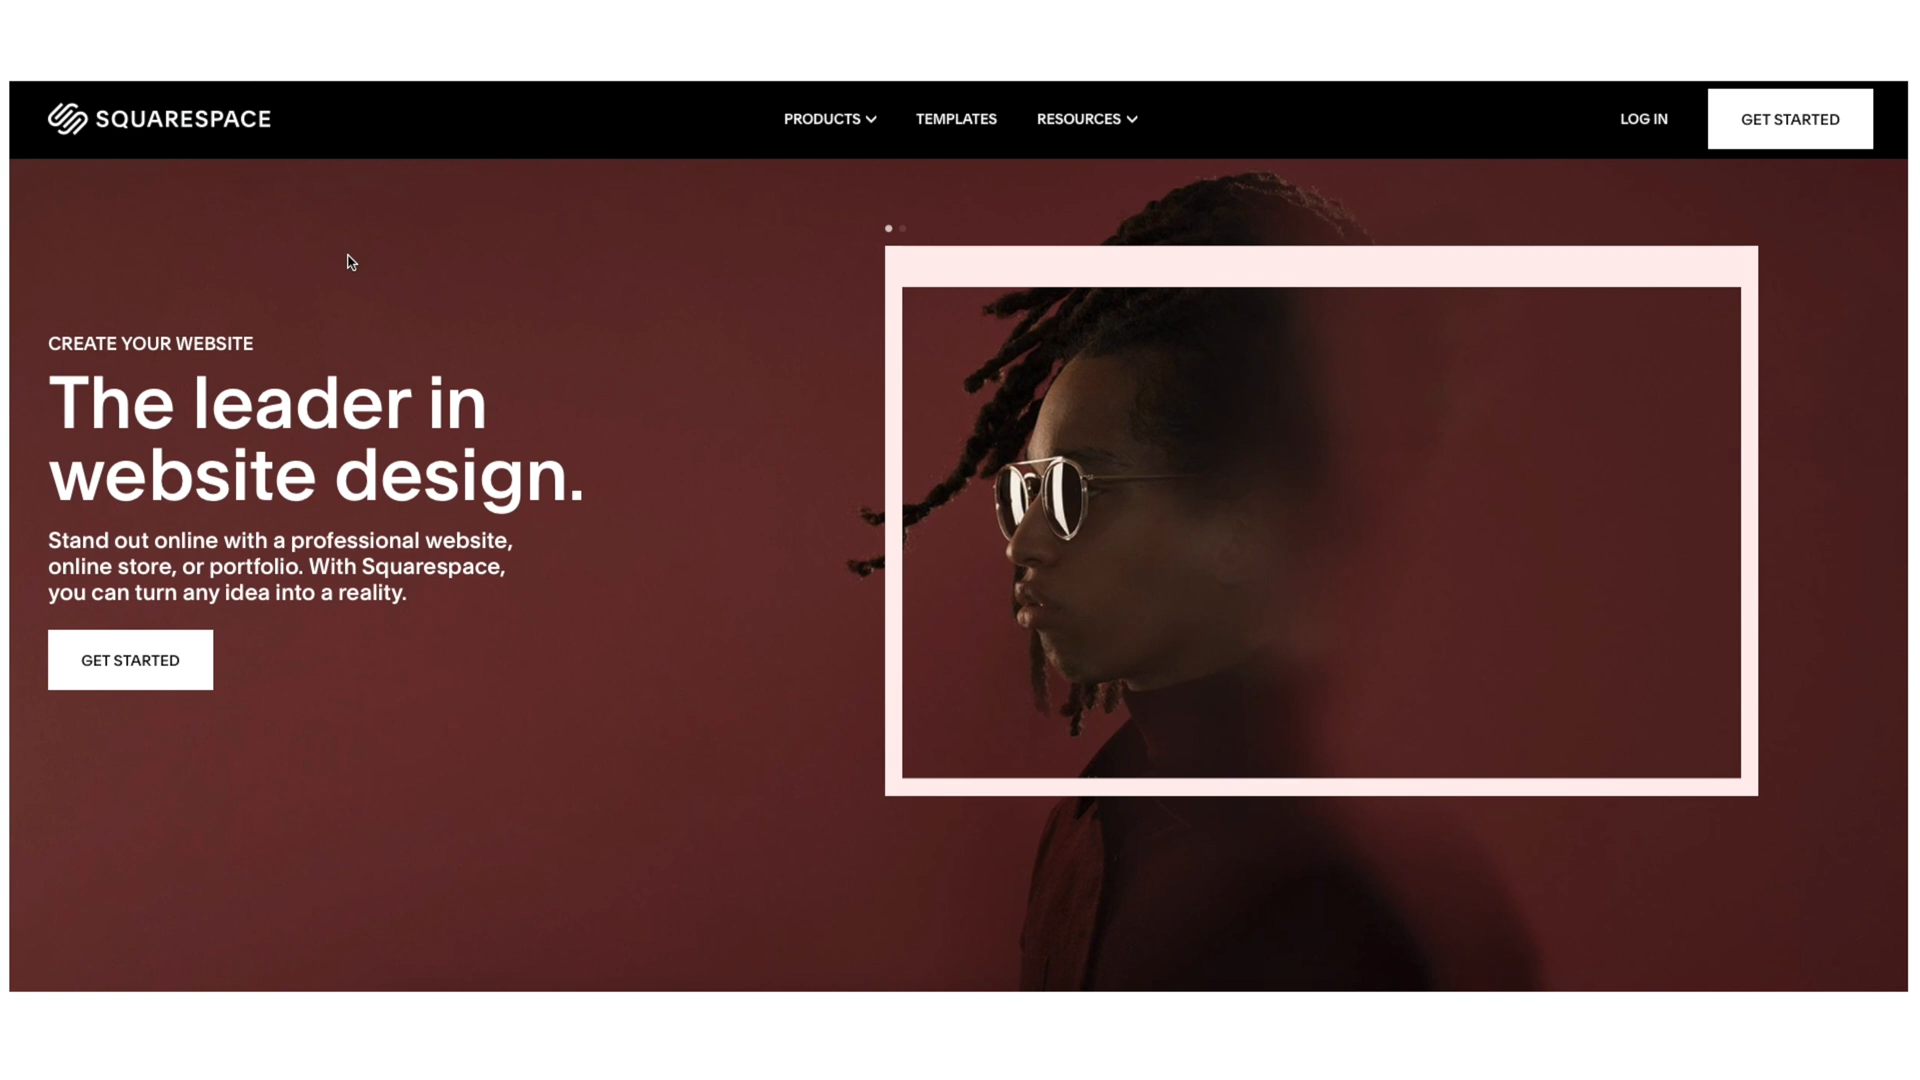 SQUARESPACE
PRODUCTS
TEMPLATES
RESOURCES
LOG IN
GET STARTED
CREATE YOUR WEBSITE
The leader in
website design.
Stand out online with a professional website,
online store, or portfolio. With Squarespace,
you can turn any idea into a reality.
GET STARTED